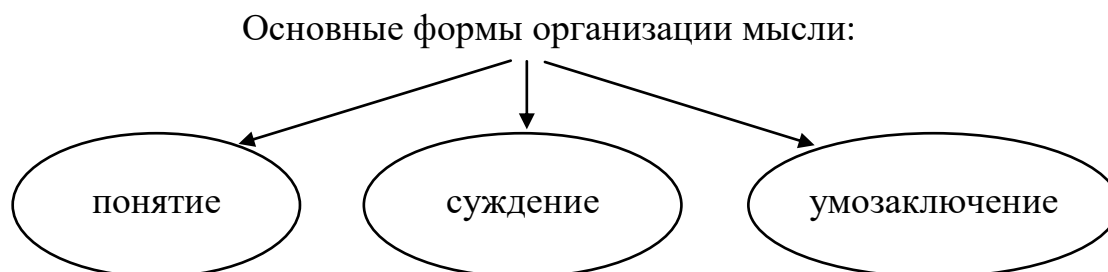 Основные формы организации мысли:
понятие
суждение
умозаключение